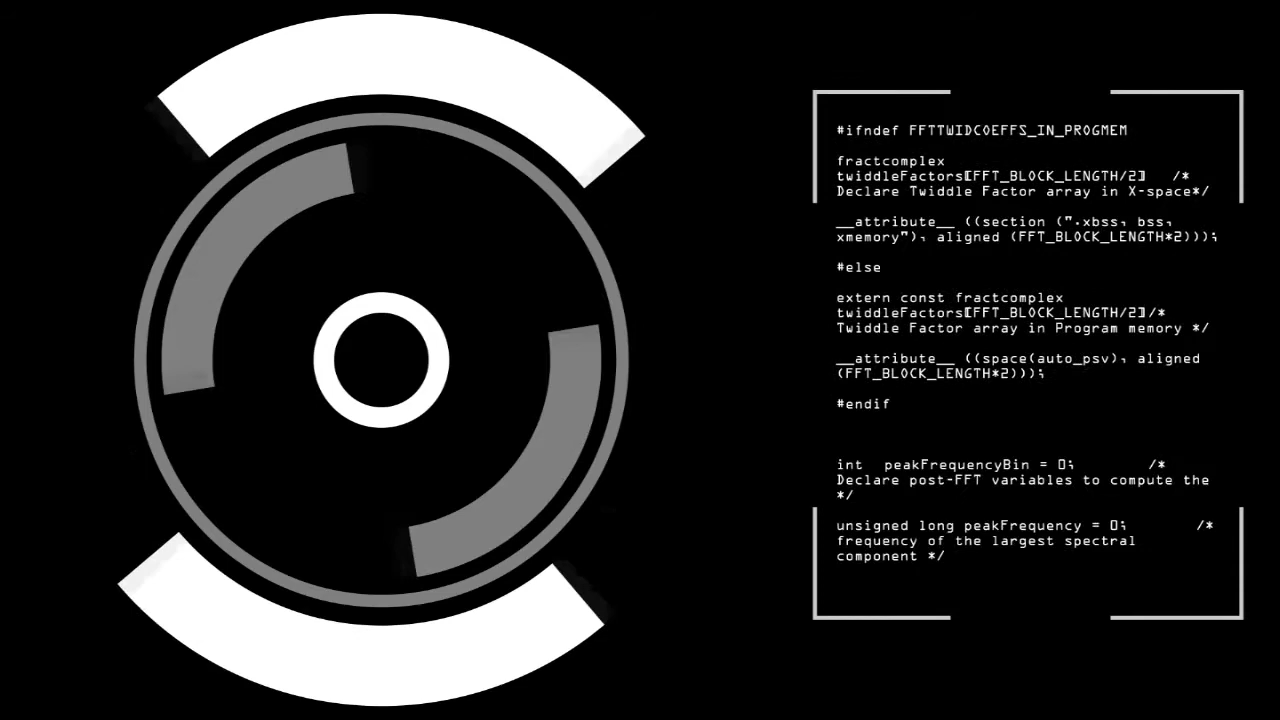 #ifndef FFTTWIDCOEFFS_IN_PROGMEM
fractcomplex
twiddleFactors[FFT_BLOCK_LENGTH/2]   /*
Declare Twiddle Factor array in X-space*/
__attribute__ ((section (".xbss, bss,
xmemory"), aligned (FFT_BLOCK_LENGTH*2)));
#else
extern const fractcomplex
twiddleFactors[FFT_BLOCK_LENGTH/2]/*
Twiddle Factor array in Program memory */
__attribute__ ((space(auto_psv), aligned
(FFT_BLOCK_LENGTH*2)));
#endif
int  peakFrequencyBin = 0;        /*
Declare post-FFT variables to compute the
*/
unsigned long peakFrequency = 0;        /*
frequency of the largest spectral
component */